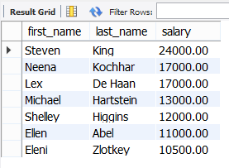 Result Grid Filter Rows:
first_name last_name salary
Steven King 24000.00
Neena Kochhar 17000.00
Lex De Haan 17000.00
Michael Hartstein 13000.00
Shelley Higgins 12000.00
Ellen Abel 11000.00
Eleni Zlotkey 10500.00